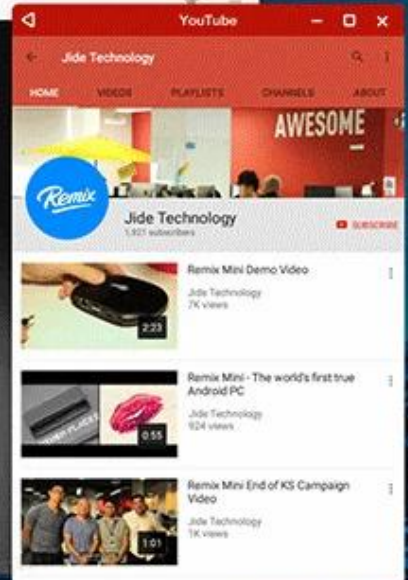 YouTube
Jide Technology
HOME
VIDEOS
PLAYLISTS
CHANNELS
ABOUT
AWESOME
Remix
Jide Technology
1,921 subscribers
SUBSCRIBE
Remix Mini Demo Video
Jide Technology
7K views
2:23
Remix Mini - The world's first true
Android PC
Jide Technology
924 views
0:55
Remix Mini End of KS Campaign
Video
Jide Technology
1K views
1:01